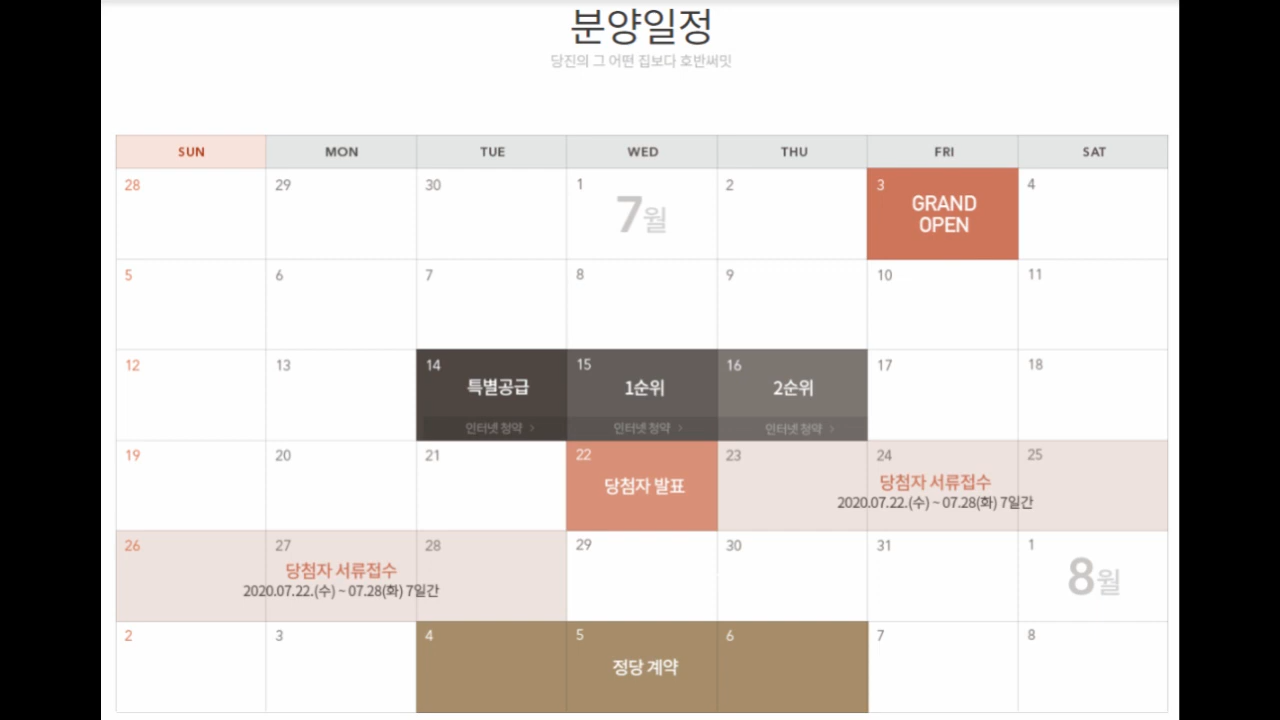 분양일정
당진의 그 어떤 집보다 호반써밋
SUN MON TUE WED THU FRI SAT
28 29 30 1 2 3 4
7월
GRAND
OPEN
5 6 7 8 9 10 11
12 13 14 15 16 17 18
특별공급 1순위 2순위
인터넷 청약 > 인터넷 청약 > 인터넷 청약 >
19 20 21 22 23 24 25
당첨자 발표
당첨자 서류접수
2020.07.22.(수) ~ 07.28(화) 7일간
26 27 28 29 30 31 1
당첨자 서류접수
2020.07.22.(수) ~ 07.28(화) 7일간
8월
2 3 4 5 6 7 8
정당 계약